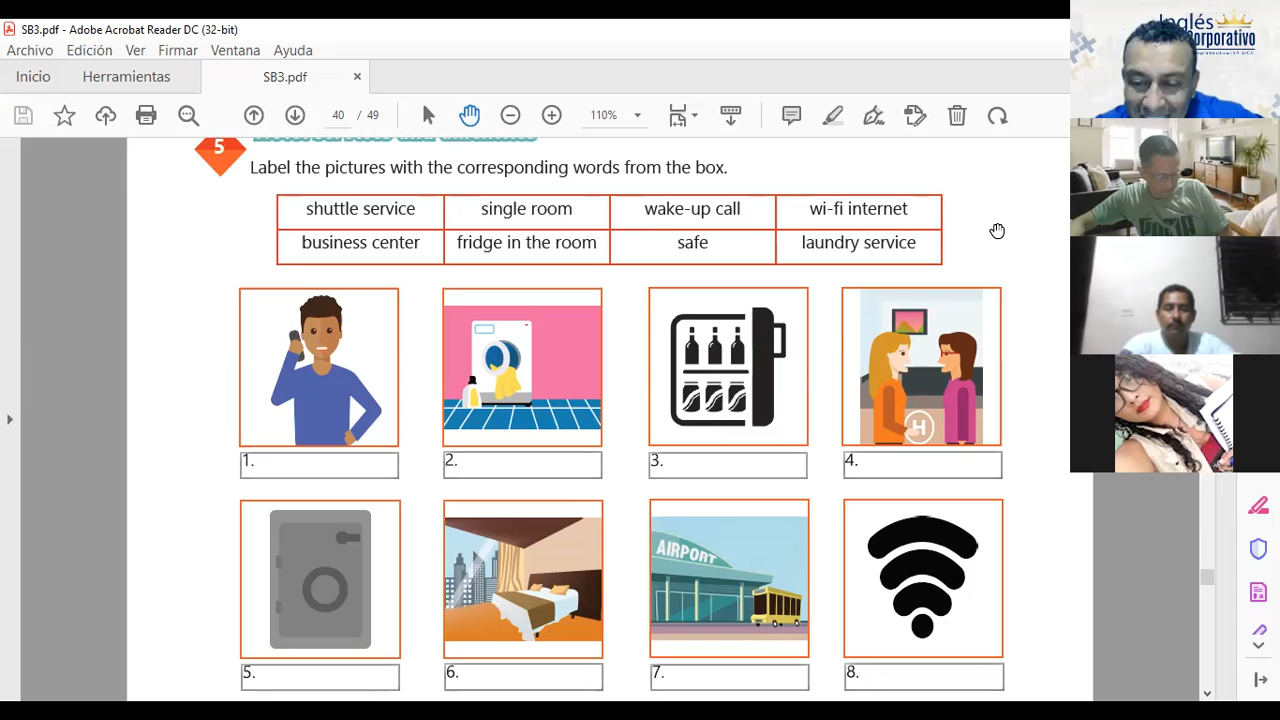 SB3.pdf - Adobe Acrobat Reader DC (32-bit)
Archivo Edición Ver Firmar Ventana Ayuda
Inicio Herramientas SB3.pdf ×
40 / 49 110%
5
Label the pictures with the corresponding words from the box.
shuttle service single room wake-up call wi-fi internet
business center fridge in the room safe laundry service
H
1. 2. 3. 4.
AIRPORT
5. 6. 7. 8.
Inglés
Corporativo